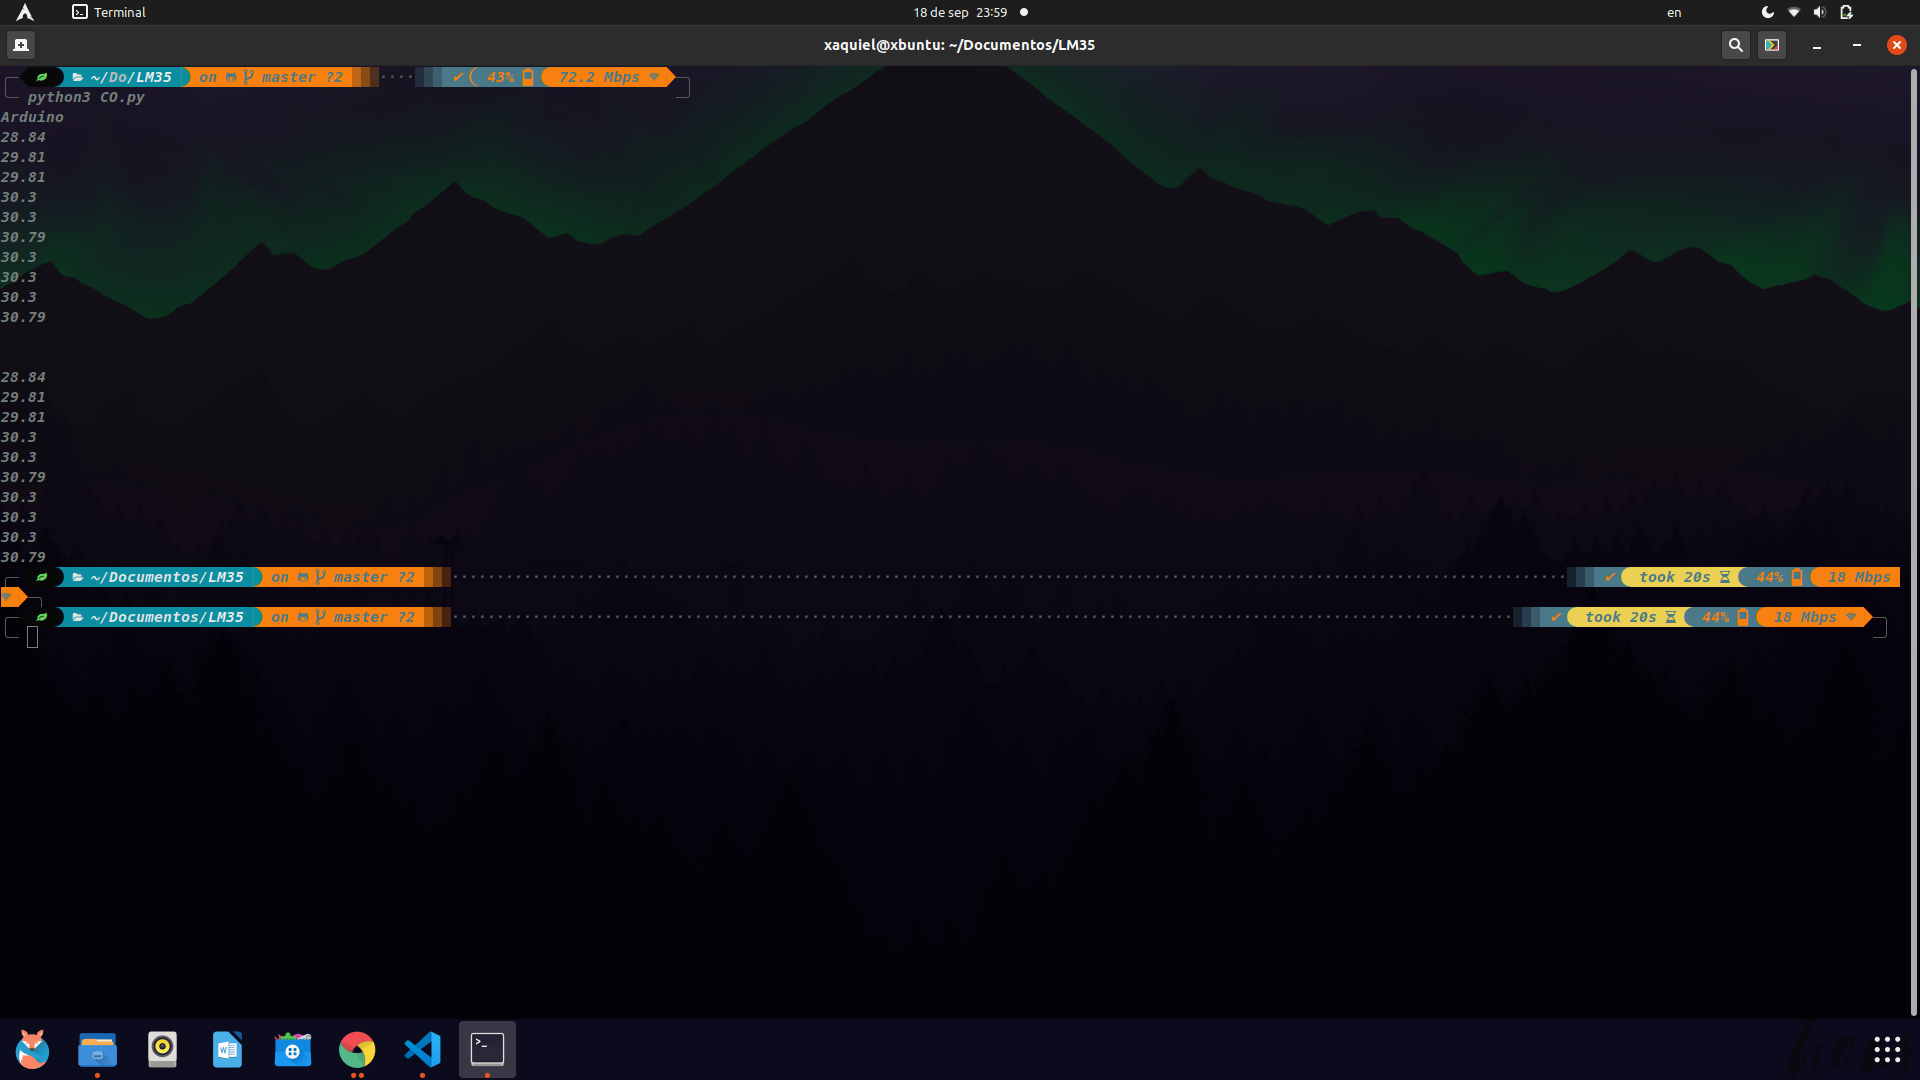 Terminal
18 de sep 23:59
en
xaquiel@xbuntu: ~/Documentos/LM35
~/Do/LM35 on master ?2 43% 72.2 Mbps
python3 CO.py
Arduino
28.84
29.81
29.81
30.3
30.3
30.79
30.3
30.3
30.3
30.79
28.84
29.81
29.81
30.3
30.3
30.79
30.3
30.3
30.3
30.79
~/Documentos/LM35 on master ?2 took 20s 44% 18 Mbps
~/Documentos/LM35 on master ?2 took 20s 44% 18 Mbps